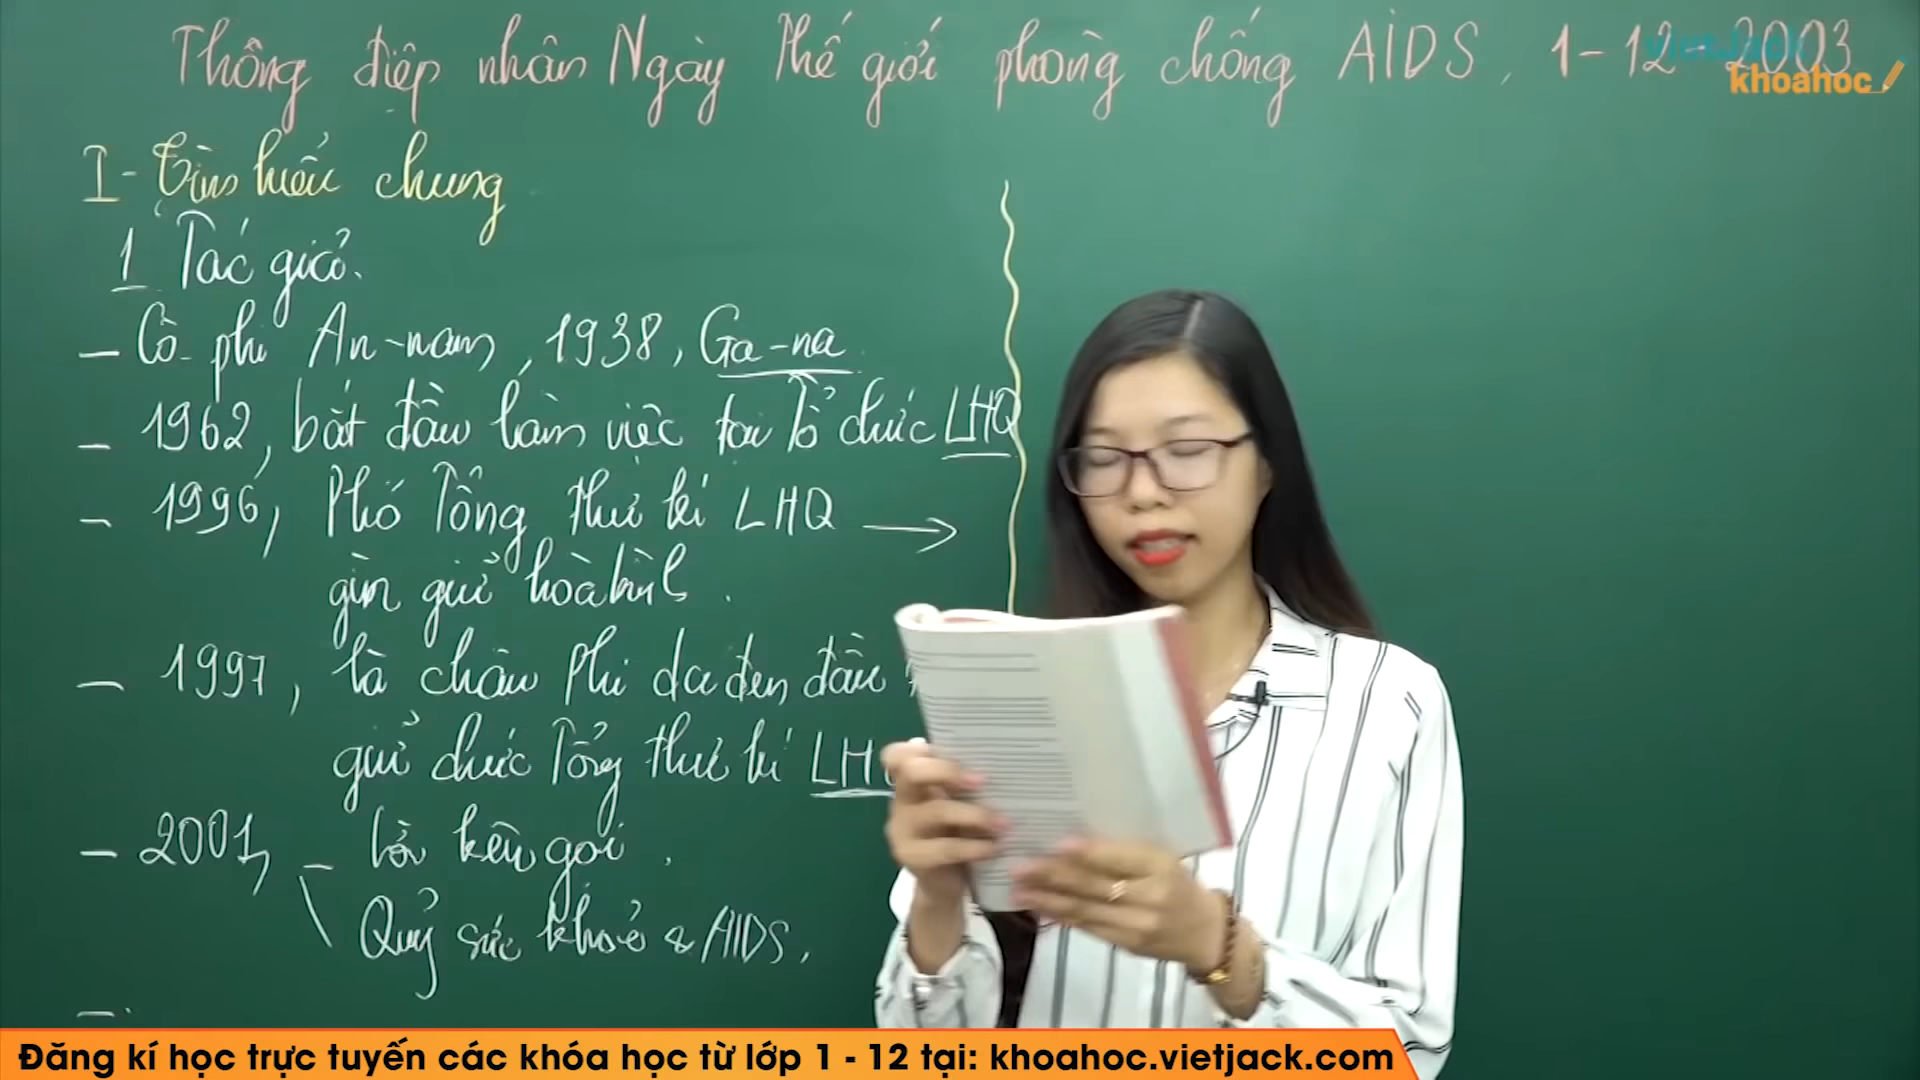 Thông điệp nhân Ngày thế giới phòng chống AIDS, 1-12-2003
vietjack
khoahoc
I- Tìm hiểu chung
1 Tác giả.
- Cô-phi An-nam, 1938, Ga-na
- 1962, bắt đầu làm việc tại Tổ chức LHQ
- 1996, Phó Tổng thư kí LHQ →
gìn giữ hoà bình.
- 1997, là châu Phi da đen đầu
giữ chức Tổng thư kí LHQ
- 2001, - Lời kêu gọi.
Quỹ sức khoẻ & AIDS.
-
Đăng kí học trực tuyến các khóa học từ lớp 1 - 12 tại: khoahoc.vietjack.com